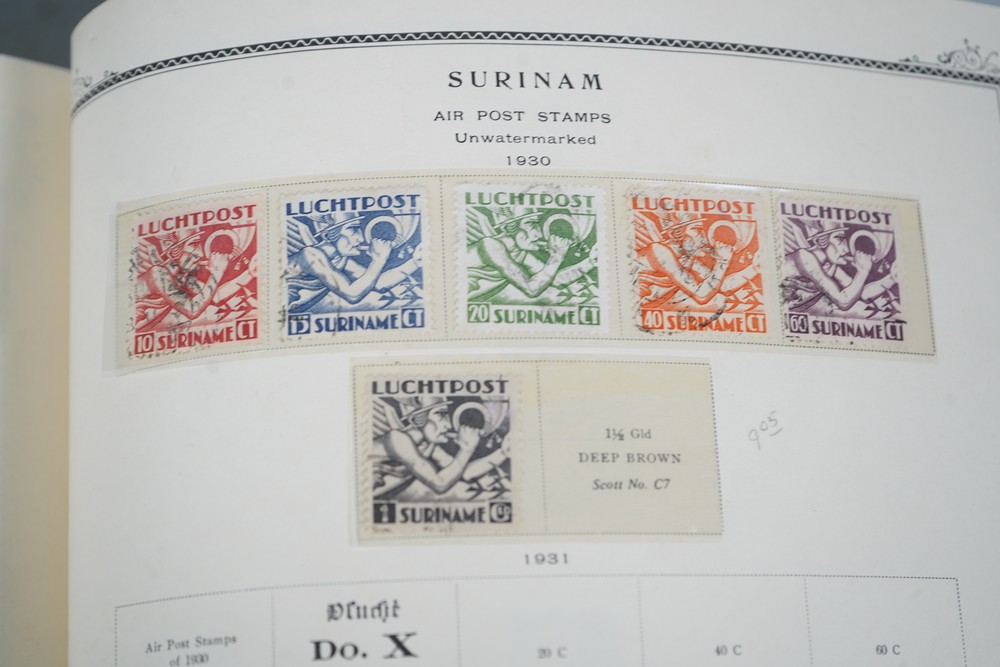 SURINAM
AIR POST STAMPS
Unwatermarked
1930
LUCHTPOST
10 SURINAME CT
LUCHTPOST
15 SURINAME CT
LUCHTPOST
20 SURINAME CT
LUCHTPOST
40 SURINAME CT
LUCHTPOST
60 SURINAME CT
LUCHTPOST
1 SURINAME GLD
1½ Gld
DEEP BROWN
Scott No. C7
905
1931
Air Post Stamps
of 1930
Vlucht
Do. X
20 C
40 C
60 C